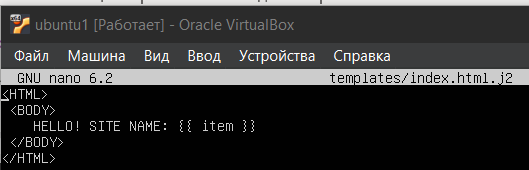 ubuntu1 [Работает] - Oracle VirtualBox
Файл Машина Вид Ввод Устройства Справка
GNU nano 6.2 templates/index.html.j2
<HTML>
<BODY>
HELLO! SITE NAME: {{ item }}
</BODY>
</HTML>